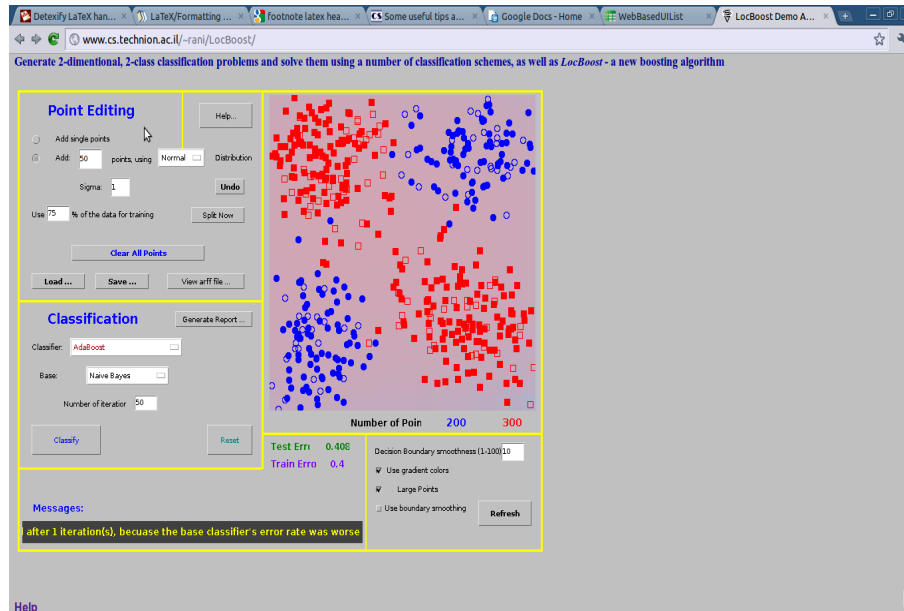 Detexify LaTeX han...
LaTeX/Formatting ...
footnote latex hea...
Some useful tips a...
Google Docs - Home
WebBasedUIList
LocBoost Demo A...
www.cs.technion.ac.il/~rani/LocBoost/
Generate 2-dimentional, 2-class classification problems and solve them using a number of classification schemes, as well as LocBoost - a new boosting algorithm
Point Editing
Help...
Add single points
Add: 50 points, using Normal Distribution
Sigma: 1
Undo
Use 75 % of the data for training
Split Now
Clear All Points
Load ...
Save ...
View arff file ...
Classification
Generate Report ...
Classifier: AdaBoost
Base: Naive Bayes
Number of iteratior 50
Classify
Reset
Number of Poin 200 300
Test Erri 0.408
Train Erro 0.4
Decision Boundary smoothness (1-100) 10
Use gradient colors
Large Points
Use boundary smoothing
Refresh
Messages:
after 1 iteration(s), becuase the base classifier's error rate was worse
Help